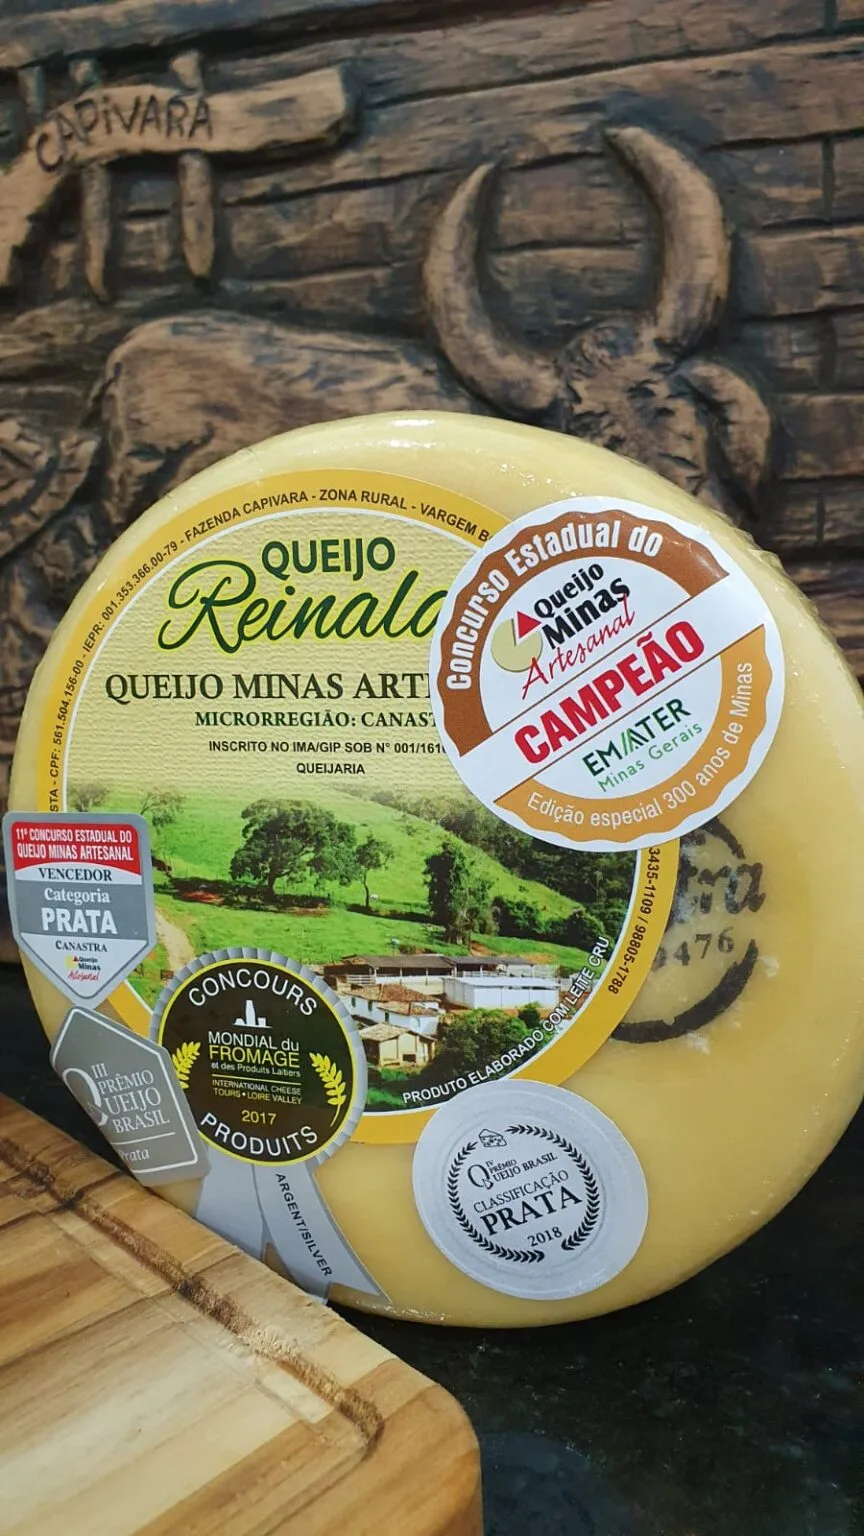 CAPIVARA
STA - CPF: 561.504.156-00 - IEPR: 001.353.366.00-79 - FAZENDA CAPIVARA - ZONA RURAL - VARGEM B
QUEIJO
Reinald
QUEIJO MINAS ARTE
MICRORREGIÃO: CANAST
INSCRITO NO IMA/GIP SOB N° 001/1610
QUEIJARIA
Concurso Estadual do
Queijo
Minas
Artesanal
CAMPEÃO
EMATER
Minas Gerais
Edição especial 300 anos de Minas
11º CONCURSO ESTADUAL DO
QUEIJO MINAS ARTESANAL
VENCEDOR
Categoria
PRATA
CANASTRA
Queijo
Minas
Artesanal
3435-1109 / 98805-1788
tra
0476
PRODUTO ELABORADO COM LEITE CRU
CONCOURS
MONDIAL du
FROMAGE
et des Produits Laitiers
INTERNATIONAL CHEESE
TOURS • LOIRE VALLEY
2017
PRODUITS
ARGENT/SILVER
III
PRÊMIO
QUEIJO
BRASIL
Prata
IV
PRÊMIO
QUEIJO BRASIL
CLASSIFICAÇÃO
PRATA
2018